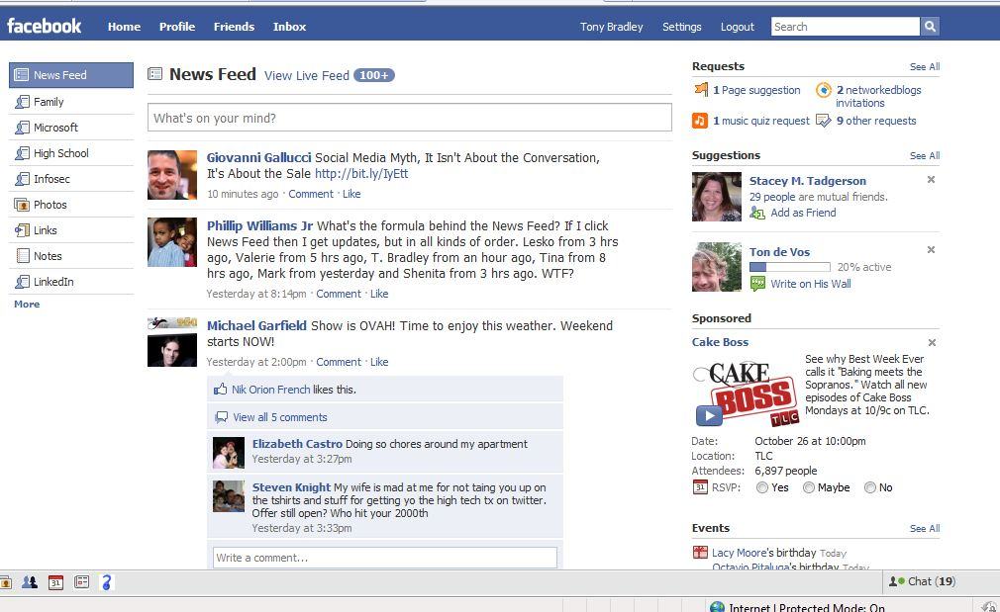 facebook Home Profile Friends Inbox Tony Bradley Settings Logout Search
News Feed
Family
Microsoft
High School
Infosec
Photos
Links
Notes
LinkedIn
More
News Feed View Live Feed 100+
What's on your mind?
Giovanni Gallucci Social Media Myth, It Isn't About the Conversation,
It's About the Sale http://bit.ly/IyEtt
10 minutes ago · Comment · Like
Phillip Williams Jr What's the formula behind the News Feed? If I click
News Feed then I get updates, but in all kinds of order. Lesko from 3 hrs
ago, Valerie from 5 hrs ago, T. Bradley from an hour ago, Tina from 8
hrs ago, Mark from yesterday and Shenita from 3 hrs ago. WTF?
Yesterday at 8:14pm · Comment · Like
Michael Garfield Show is OVAH! Time to enjoy this weather. Weekend
starts NOW!
Yesterday at 2:00pm · Comment · Like
Nik Orion French likes this.
View all 5 comments
Elizabeth Castro Doing so chores around my apartment
Yesterday at 3:27pm
Steven Knight My wife is mad at me for not taing you up on
the tshirts and stuff for getting yo the high tech tx on twitter.
Offer still open? Who hit your 2000th
Yesterday at 3:33pm
Write a comment...
Requests See All
1 Page suggestion
2 networkedblogs
invitations
1 music quiz request
9 other requests
Suggestions See All
Stacey M. Tadgerson
29 people are mutual friends.
Add as Friend
Ton de Vos
20% active
Write on His Wall
Sponsored
Cake Boss
CAKE
BOSS
TLC
See why Best Week Ever
calls it "Baking meets the
Sopranos." Watch all new
episodes of Cake Boss
Mondays at 10/9c on TLC.
Date: October 26 at 10:00pm
Location: TLC
Attendees: 6,897 people
31 RSVP: Yes Maybe No
Events See All
Lacy Moore's birthday Today
Octavio Pitaluga's birthday Today
31
Chat (19)
Internet | Protected Mode: On